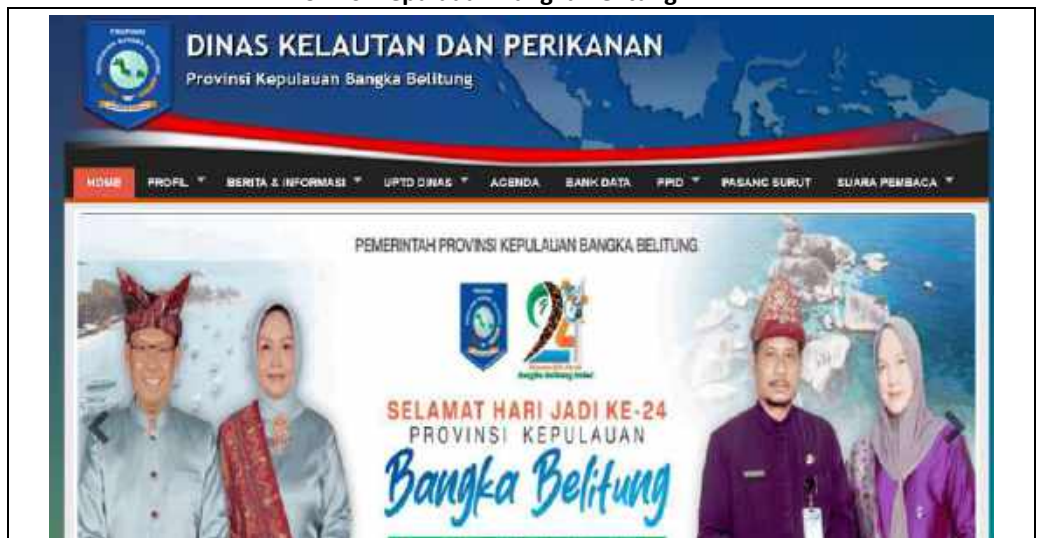 DINAS KELAUTAN DAN PERIKANAN
Provinsi Kepulauan Bangka Belitung
HOME PROFIL BERITA & INFORMASI UPTD DINAS AGENDA BANK DATA PPID PASANG SURUT SUARA PEMBACA
PEMERINTAH PROVINSI KEPULAUAN BANGKA BELITUNG
24
SELAMAT HARI JADI KE-24
PROVINSI KEPULAUAN
Bangka Belitung